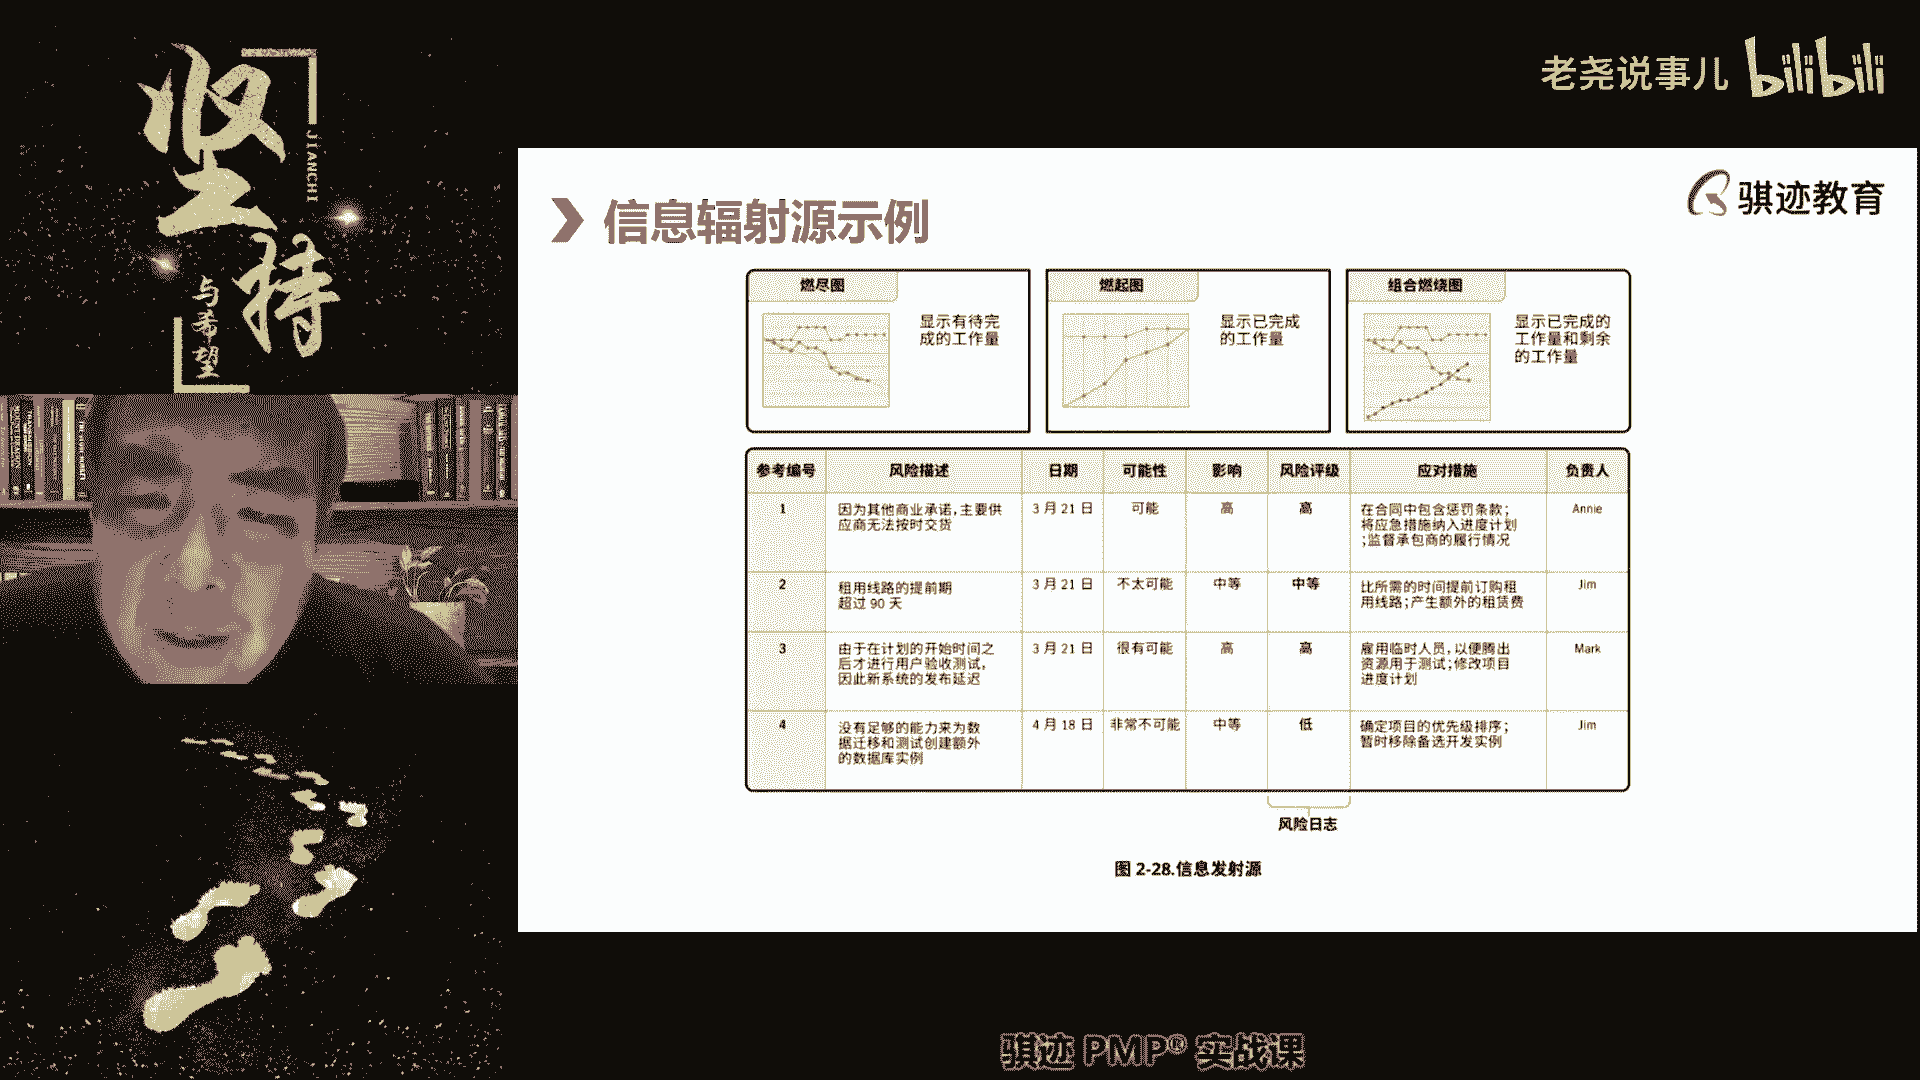 坚持
JIANCHI
与希望
老尧说事儿 bilibili
骐迹教育
信息辐射源示例
燃尽图
显示有待完
成的工作量
燃起图
显示已完成
的工作量
组合燃烧图
显示已完成的
工作量和剩余
的工作量
参考编号 风险描述 日期 可能性 影响 风险评级 应对措施 负责人
1 因为其他商业承诺,主要供 3 月 21 日 可能 高 高 在合同中包含惩罚条款; Annie
应商无法按时交货 将应急措施纳入进度计划
;监督承包商的履行情况
2 租用线路的提前期 3 月 21 日 不太可能 中等 中等 比所需的时间提前订购租 Jim
超过 90 天 用线路;产生额外的租赁费
3 由于在计划的开始时间之 3 月 21 日 很有可能 高 高 雇用临时人员,以便腾出 Mark
后才进行用户验收测试, 资源用于测试;修改项目
因此新系统的发布延迟 进度计划
4 没有足够的能力来为数 4 月 18 日 非常不可能 中等 低 确定项目的优先级排序; Jim
据迁移和测试创建额外 暂时移除备选开发实例
的数据库实例
风险日志
图 2-28.信息发射源
骐迹 PMP® 实战课